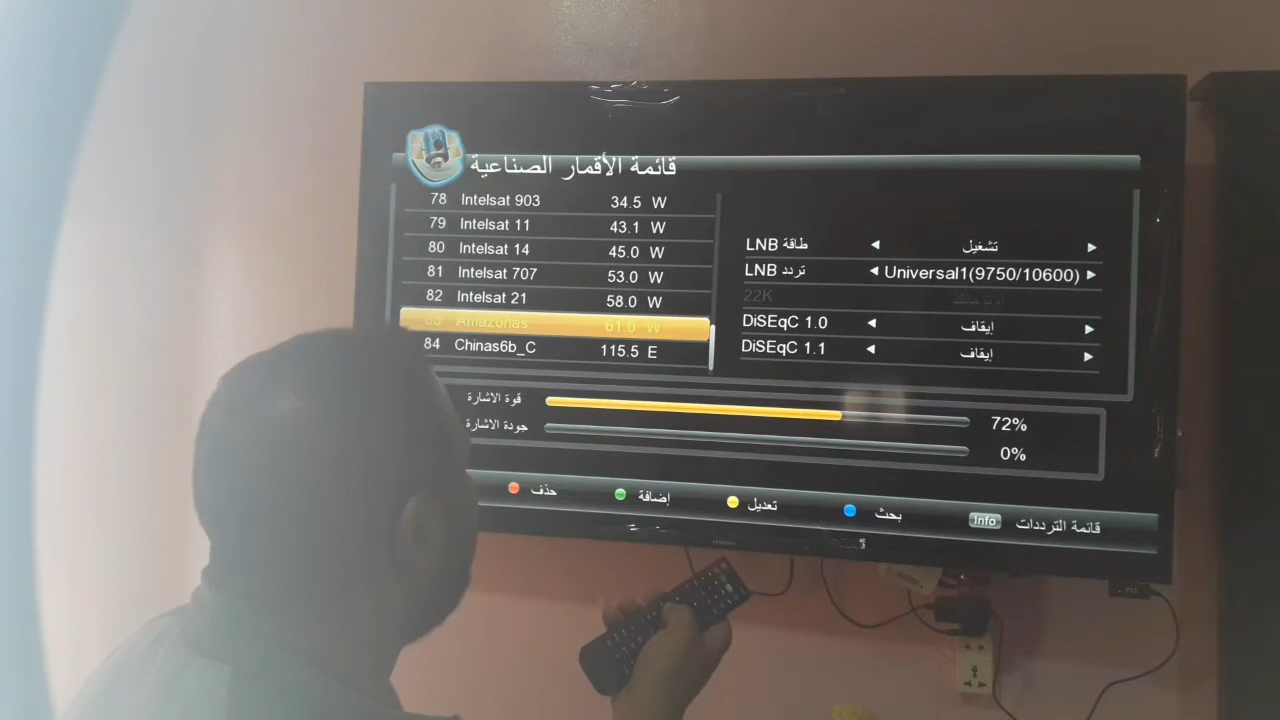 قائمة الأقمار الصناعية
78 Intelsat 903 34.5 W
79 Intelsat 11 43.1 W
80 Intelsat 14 45.0 W
81 Intelsat 707 53.0 W
82 Intelsat 21 58.0 W
83 Amazonas 61.0 W
84 Chinas6b_C 115.5 E
طاقة LNB ◀ تشغيل ▶
تردد LNB ◀ Universal1(9750/10600) ▶
22K
DiSEqC 1.0 ◀ إيقاف ▶
DiSEqC 1.1 ◀ إيقاف ▶
قوة الاشارة 72%
جودة الاشارة 0%
حذف إضافة تعديل بحث Info قائمة الترددات